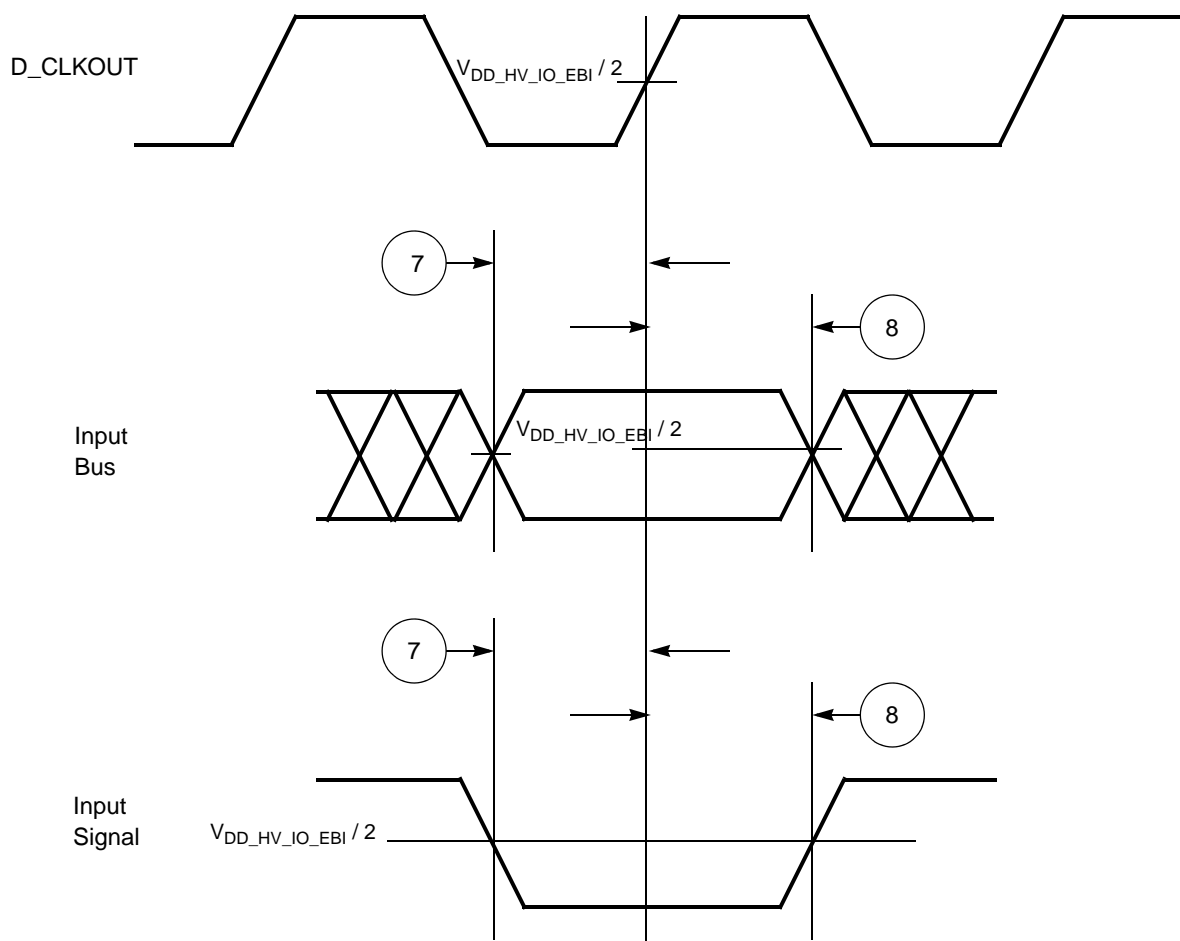 D_CLKOUT
VDD_HV_IO_EBI / 2
7
8
Input
Bus
VDD_HV_IO_EBI / 2
7
8
Input
Signal
VDD_HV_IO_EBI / 2